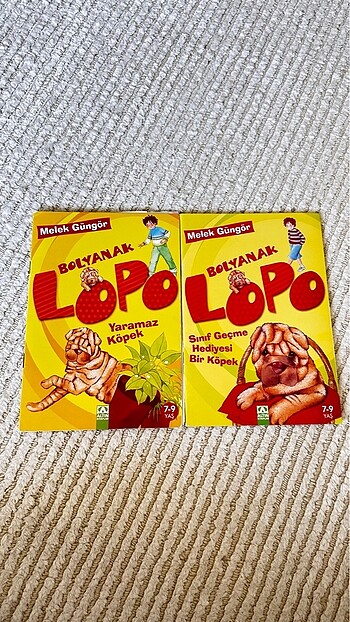 Melek Güngör
BOLYANAK
LOPO
Yaramaz
Köpek
7-9
YAŞ
Melek Güngör
BOLYANAK
LOPO
Sınıf Geçme
Hediyesi
Bir Köpek
7-9
YAŞ